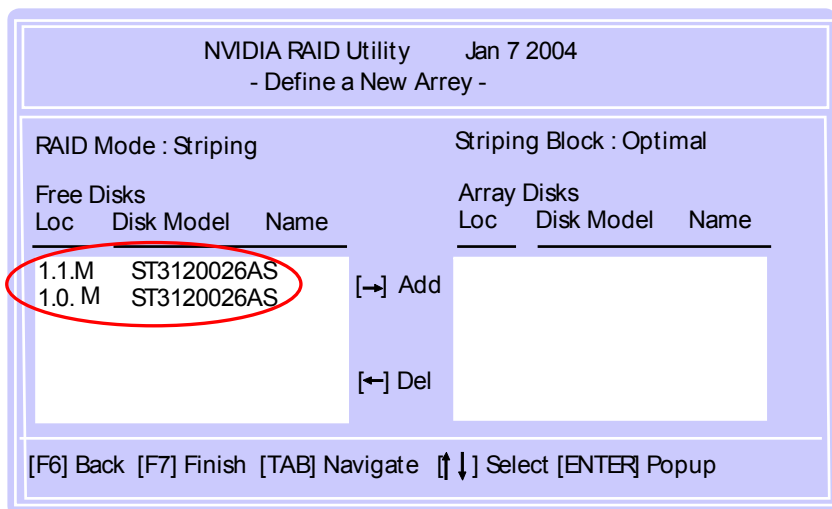 NVIDIA RAID Utility Jan 7 2004
- Define a New Arrey -
RAID Mode : Striping Striping Block : Optimal
Free Disks Array Disks
Loc Disk Model Name Loc Disk Model Name
1.1.M ST3120026AS
1.0. M ST3120026AS
[→] Add
[←] Del
[F6] Back [F7] Finish [TAB] Navigate [↑↓] Select [ENTER] Popup